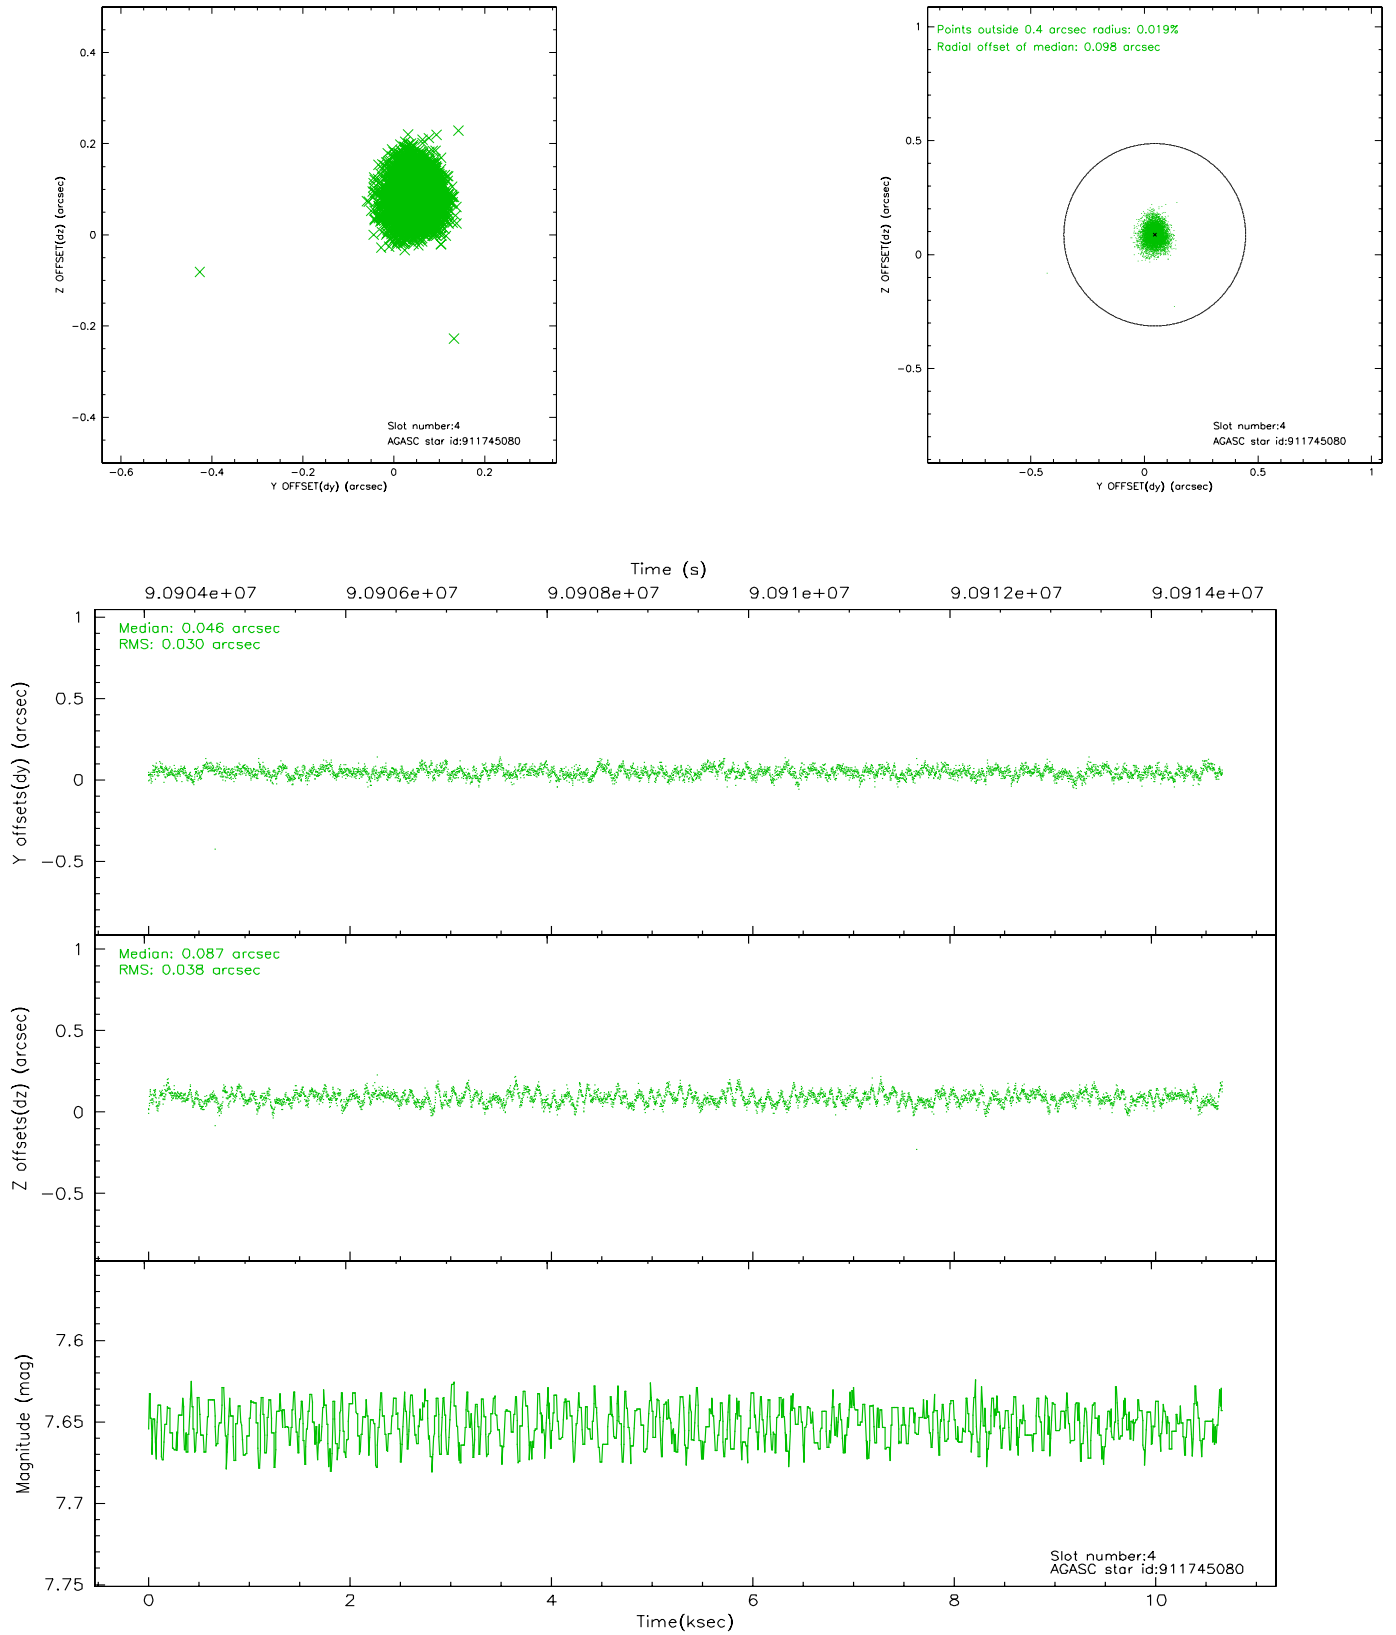 0.4
0.2
0
−0.2
−0.4
Z OFFSET(dz) (arcsec)
Slot number:4
AGASC star id:911745080
−0.6 −0.4 −0.2 0 0.2
Y OFFSET(dy) (arcsec)
Points outside 0.4 arcsec radius: 0.019%
Radial offset of median: 0.098 arcsec
1
0.5
0
−0.5
Z OFFSET(dz) (arcsec)
Slot number:4
AGASC star id:911745080
−0.5 0 0.5 1
Y OFFSET(dy) (arcsec)
Time (s)
9.0904e+07 9.0906e+07 9.0908e+07 9.091e+07 9.0912e+07 9.0914e+07
Median: 0.046 arcsec
RMS: 0.030 arcsec
1
0.5
0
−0.5
Y offsets(dy) (arcsec)
Median: 0.087 arcsec
RMS: 0.038 arcsec
1
0.5
0
−0.5
Z offsets(dz) (arcsec)
7.6
7.65
7.7
7.75
Magnitude (mag)
Slot number:4
AGASC star id:911745080
0 2 4 6 8 10
Time(ksec)